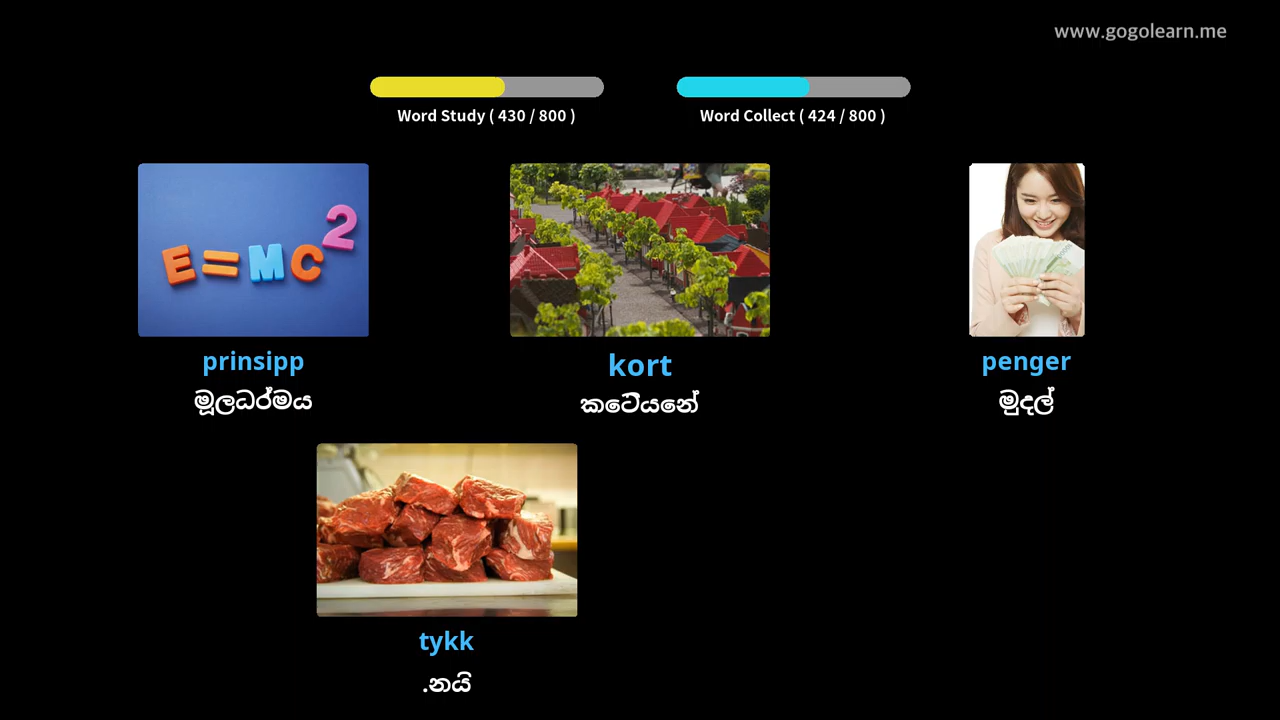 www.gogolearn.me
Word Study ( 430 / 800 )
Word Collect ( 424 / 800 )
E=MC2
prinsipp
මූලධර්මය
kort
කටෙියනේ
penger
මුදල්
tykk
.නයි